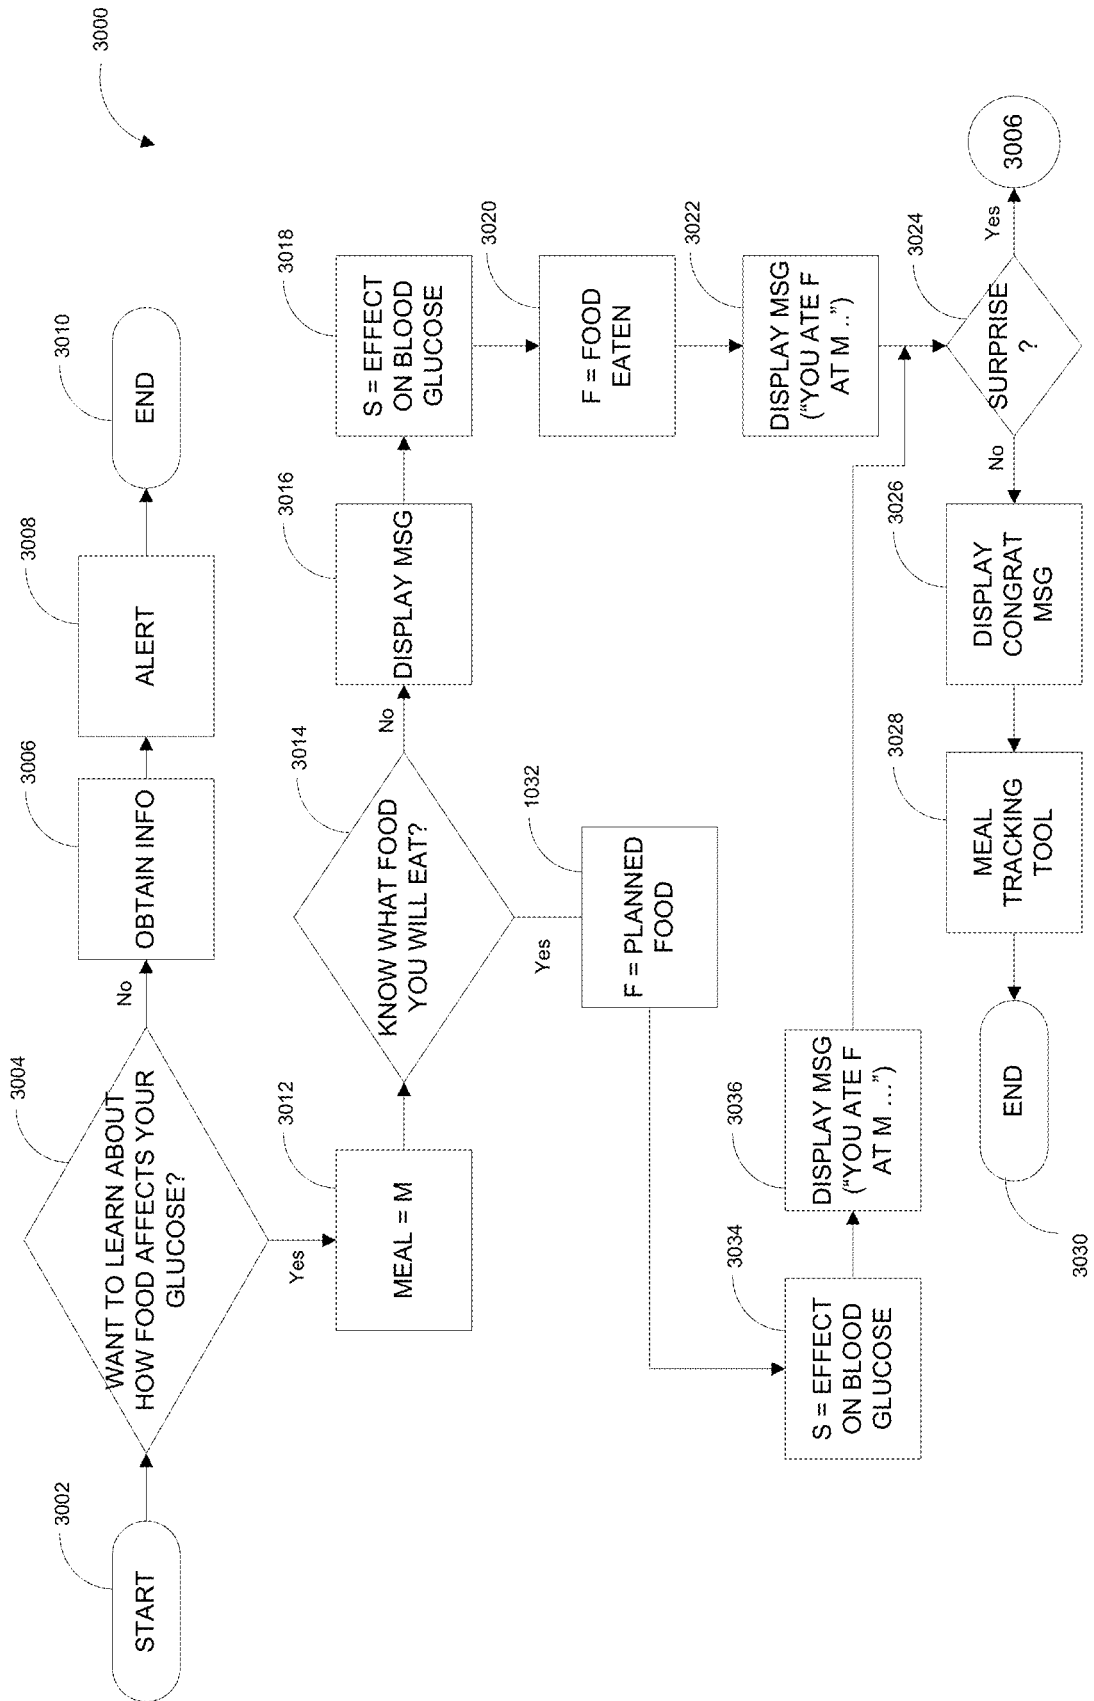 3000
3002
START
3004
WANT TO LEARN ABOUT
HOW FOOD AFFECTS YOUR
GLUCOSE?
No
3006
OBTAIN INFO
3008
ALERT
3010
END
Yes
3012
MEAL = M
3014
KNOW WHAT FOOD
YOU WILL EAT?
No
3016
DISPLAY MSG
3018
S = EFFECT
ON BLOOD
GLUCOSE
3020
F = FOOD
EATEN
3022
DISPLAY MSG
("YOU ATE F
AT M ..")
Yes
1032
F = PLANNED
FOOD
3034
S = EFFECT
ON BLOOD
GLUCOSE
3036
DISPLAY MSG
("YOU ATE F
AT M ...")
3024
SURPRISE
?
Yes
3006
No
3026
DISPLAY
CONGRAT
MSG
3028
MEAL
TRACKING
TOOL
END
3030